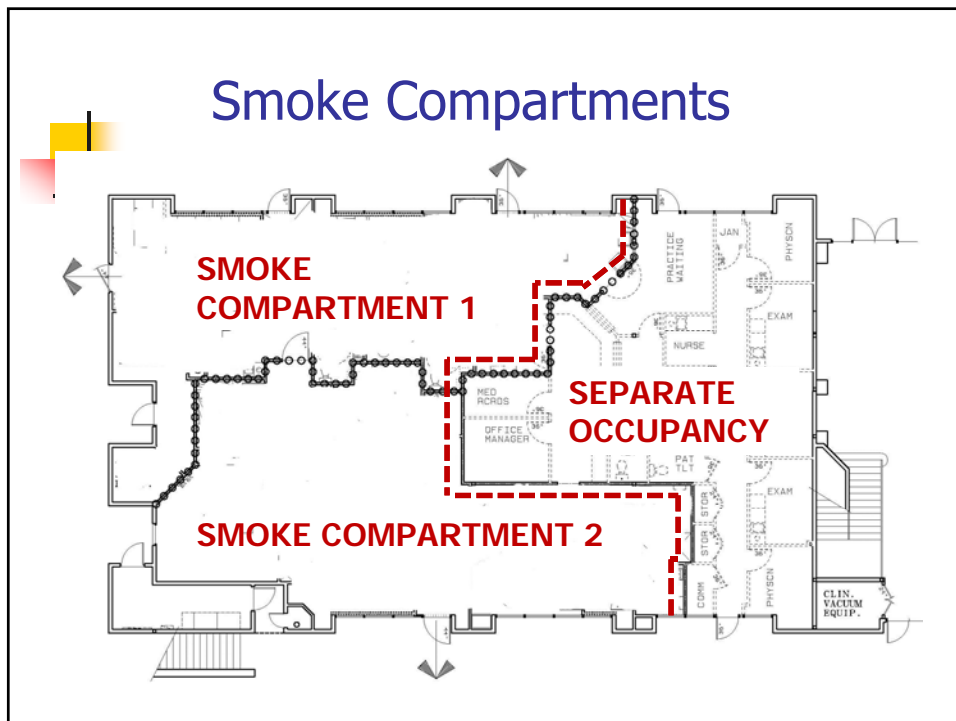 Smoke Compartments
SMOKE
COMPARTMENT 1
PRACTICE
WAITING
JAN
PHYSCN
EXAM
NURSE
MED
RCRDS
OFFICE
MANAGER
SEPARATE
OCCUPANCY
PAT
TLT
STOR
STOR
EXAM
SMOKE COMPARTMENT 2
COMM
PHYSCN
CLIN.
VACUUM
EQUIP.